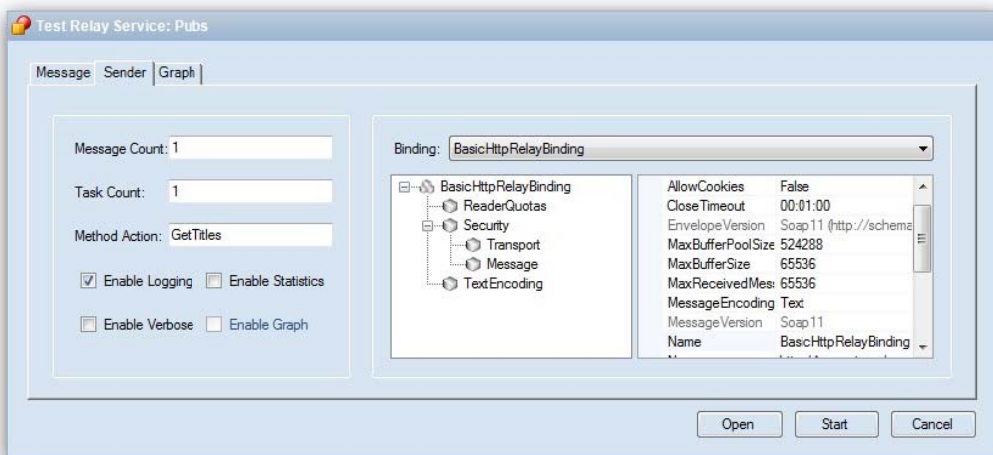 Test Relay Service: Pubs
Message Sender Graph
Message Count: 1
Task Count: 1
Method Action: GetTitles
Enable Logging Enable Statistics
Enable Verbose Enable Graph
Binding: BasicHttpRelayBinding
BasicHttpRelayBinding
ReaderQuotas
Security
Transport
Message
TextEncoding
AllowCookies False
CloseTimeout 00:01:00
EnvelopeVersion Soap11 (http://schema
MaxBufferPoolSize 524288
MaxBufferSize 65536
MaxReceivedMes 65536
MessageEncoding Text
MessageVersion Soap11
Name BasicHttpRelayBinding
Open Start Cancel